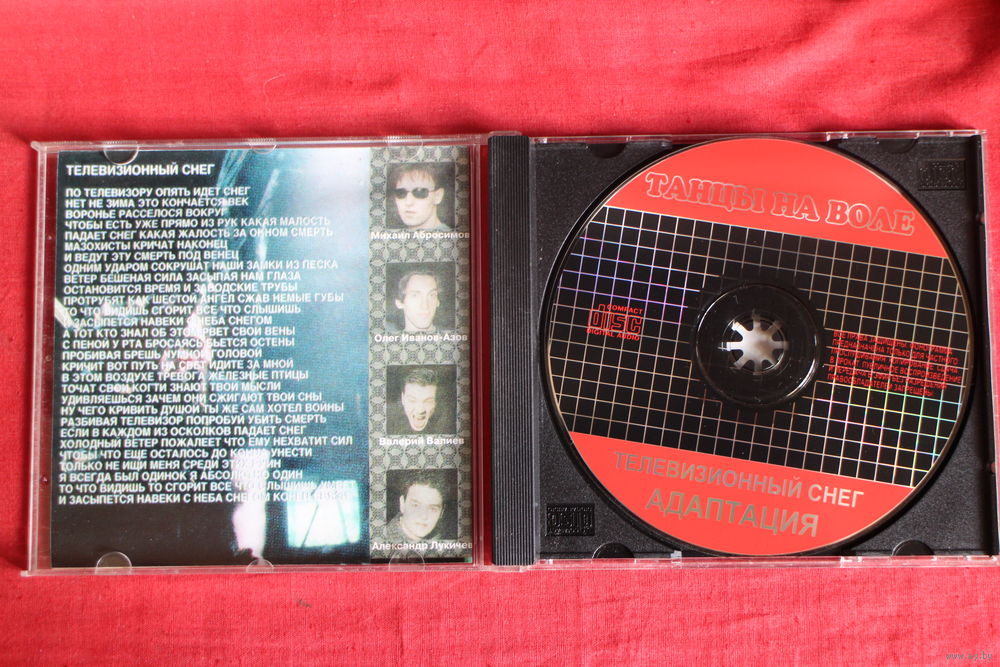 ТЕЛЕВИЗИОННЫЙ СНЕГ
ПО ТЕЛЕВИЗОРУ ОПЯТЬ ИДЕТ СНЕГ
НЕТ НЕ ЗИМА ЭТО КОНЧАЕТСЯ ВЕК
ВОРОНЬЕ РАССЕЛОСЯ ВОКРУГ
ЧТОБЫ ЕСТЬ УЖЕ ПРЯМО ИЗ РУК КАКАЯ МАЛОСТЬ
ПАДАЕТ СНЕГ КАКАЯ ЖАЛОСТЬ ЗА ОКНОМ СМЕРТЬ
МАЗОХИСТЫ КРИЧАТ НАКОНЕЦ
И ВЕДУТ ЭТУ СМЕРТЬ ПОД ВЕНЕЦ
ОДНИМ УДАРОМ СОКРУШАТ НАШИ ЗАМКИ ИЗ ПЕСКА
ВЕТЕР БЕШЕНАЯ СИЛА ЗАСЫПАЯ НАМ ГЛАЗА
ОСТАНОВИТСЯ ВРЕМЯ И ЗАВОДСКИЕ ТРУБЫ
ПРОТРУБЯТ КАК ШЕСТОЙ АНГЕЛ СЖАВ НЕМЫЕ ГУБЫ
ТО ЧТО ВИДИШЬ СГОРИТ ВСЕ ЧТО СЛЫШИШЬ
И ЗАСЫПЕТСЯ НАВЕКИ С НЕБА СНЕГОМ
А ТОТ КТО ЗНАЛ ОБ ЭТОМ РВЕТ СВОИ ВЕНЫ
С ПЕНОЙ У РТА БРОСАЯСЬ БЬЕТСЯ ОСТЕНЫ
ПРОБИВАЯ БРЕШЬ УМНОЙ ГОЛОВОЙ
КРИЧИТ ВОТ ПУТЬ НА СВЕТ ИДИТЕ ЗА МНОЙ
В ЭТОМ ВОЗДУХЕ ТРЕВОГА ЖЕЛЕЗНЫЕ ПТИЦЫ
ТОЧАТ СВОИ КОГТИ ЗНАЮТ ТВОИ МЫСЛИ
УДИВЛЯЕШЬСЯ ЗАЧЕМ ОНИ СЖИГАЮТ ТВОИ СНЫ
НУ ЧЕГО КРИВИТЬ ДУШОЙ ТЫ ЖЕ САМ ХОТЕЛ ВОЙНЫ
РАЗБИВАЯ ТЕЛЕВИЗОР ПОПРОБУЙ УБИТЬ СМЕРТЬ
ЕСЛИ В КАЖДОМ ИЗ ОСКОЛКОВ ПАДАЕТ СНЕГ
ХОЛОДНЫЙ ВЕТЕР ПОЖАЛЕЕТ ЧТО ЕМУ НЕХВАТИТ СИЛ
ЧТОБЫ ЧТО ЕЩЕ ОСТАЛОСЬ ДО КОНЦА УНЕСТИ
ТОЛЬКО НЕ ИЩИ МЕНЯ СРЕДИ ЭТИХ РУИН
Я ВСЕГДА БЫЛ ОДИНОК Я АБСОЛЮТНО ОДИН
ТО ЧТО ВИДИШЬ ТО СГОРИТ ВСЕ ЧТО СЛЫШИШЬ УМРЕТ
И ЗАСЫПЕТСЯ НАВЕКИ С НЕБА СНЕГОМ КОНЕЦ
Михаил Абросимов
Олег Иванов-Азов
Валерий Валиев
Александр Лукичев
ТАНЦЫ НА ВОЛЕ
COMPACT
disc
DIGITAL AUDIO
ТЕЛЕВИЗИОННЫЙ СНЕГ
АДАПТАЦИЯ